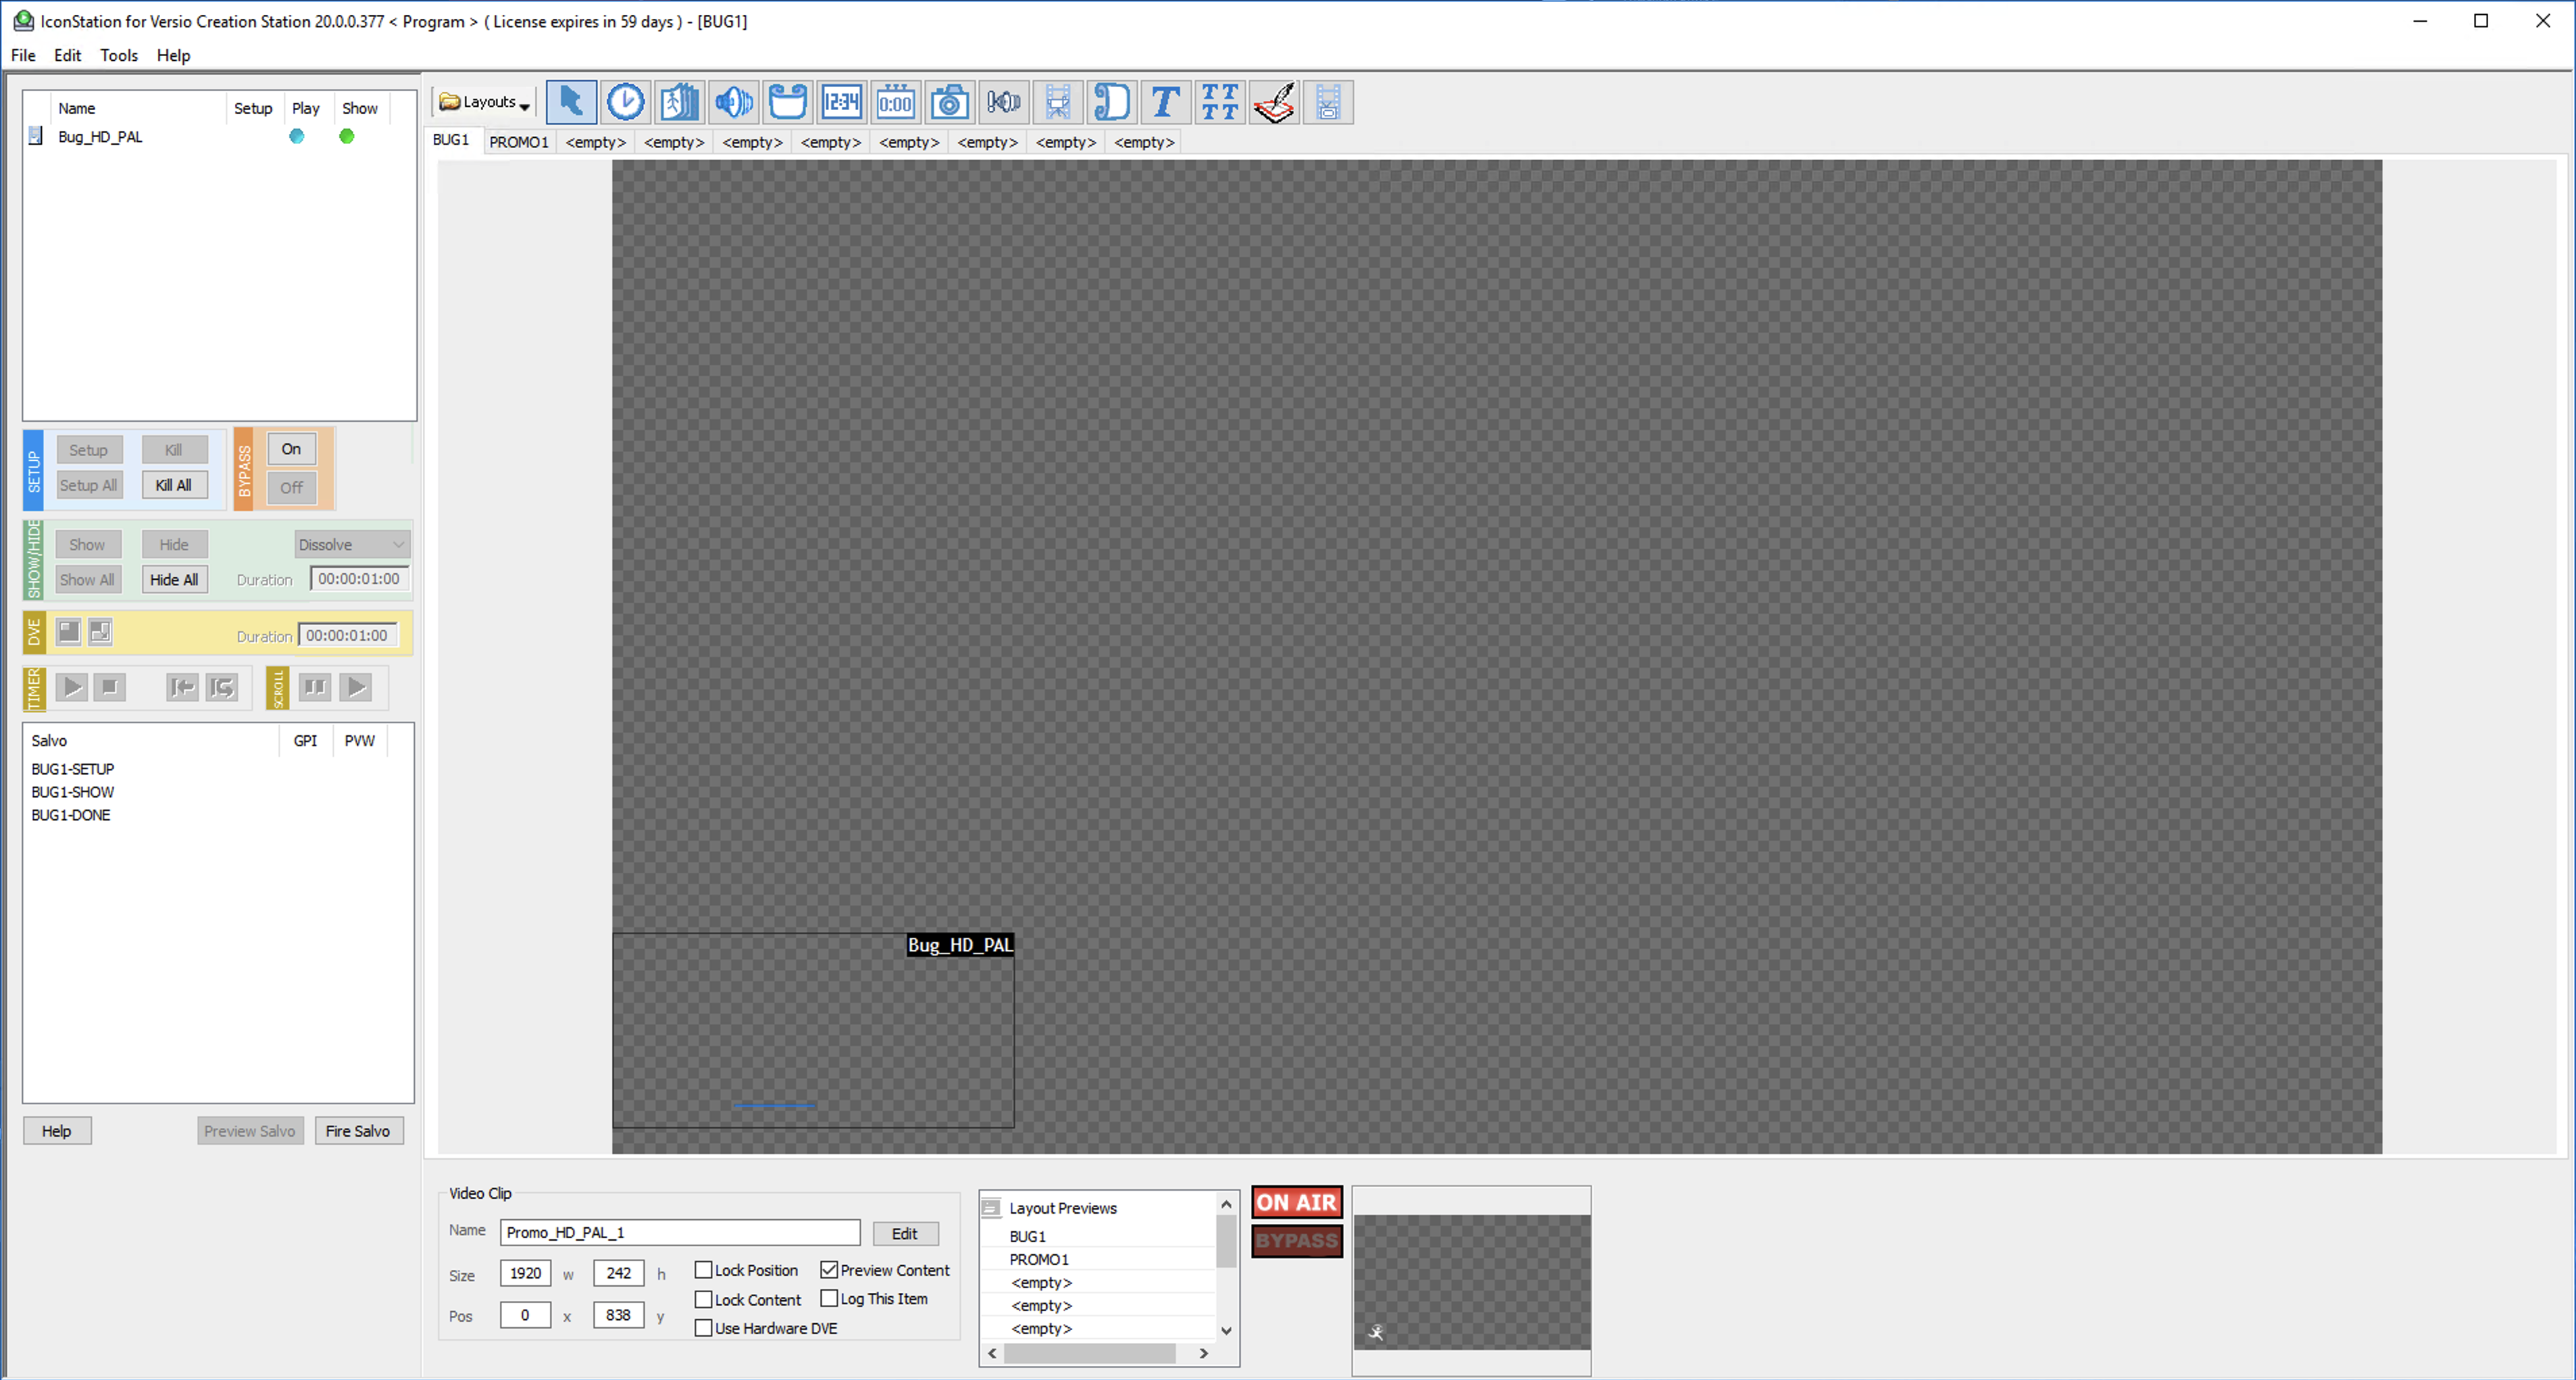 IconStation for Versio Creation Station 20.0.0.377 < Program > ( License expires in 59 days ) - [BUG1]
File Edit Tools Help
Name Setup Play Show
Bug_HD_PAL
SETUP
Setup Kill
Setup All Kill All
BYPASS
On
Off
SHOW/HIDE
Show Hide Dissolve
Show All Hide All Duration 00:00:01:00
DVE
Duration 00:00:01:00
TIMER
SCROLL
Salvo GPI PVW
BUG1-SETUP
BUG1-SHOW
BUG1-DONE
Help Preview Salvo Fire Salvo
Layouts
12:34 0:00 T T T T T
BUG1 PROMO1 <empty> <empty> <empty> <empty> <empty> <empty> <empty> <empty>
Bug_HD_PAL
Video Clip
Name Promo_HD_PAL_1 Edit
Size 1920 w 242 h Lock Position Preview Content
Lock Content Log This Item
Pos 0 x 838 y
Use Hardware DVE
Layout Previews
BUG1
PROMO1
<empty>
<empty>
<empty>
ON AIR
BYPASS